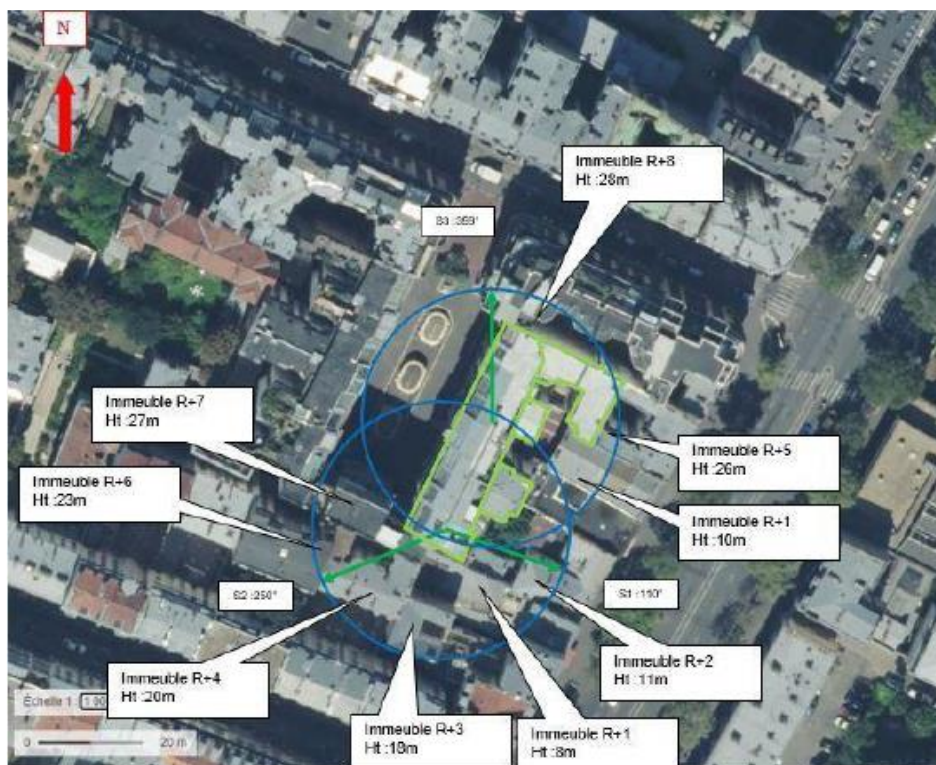 N
Immeuble R+8
Ht :28m
S3 :359°
Immeuble R+7
Ht :27m
Immeuble R+6
Ht :23m
Immeuble R+5
Ht :26m
Immeuble R+1
Ht :10m
S2 :250°
S1 :110°
Immeuble R+2
Ht :11m
Immeuble R+4
Ht :20m
Échelle 1 :
Immeuble R+3
Ht :18m
Immeuble R+1
Ht :8m
0 20 m